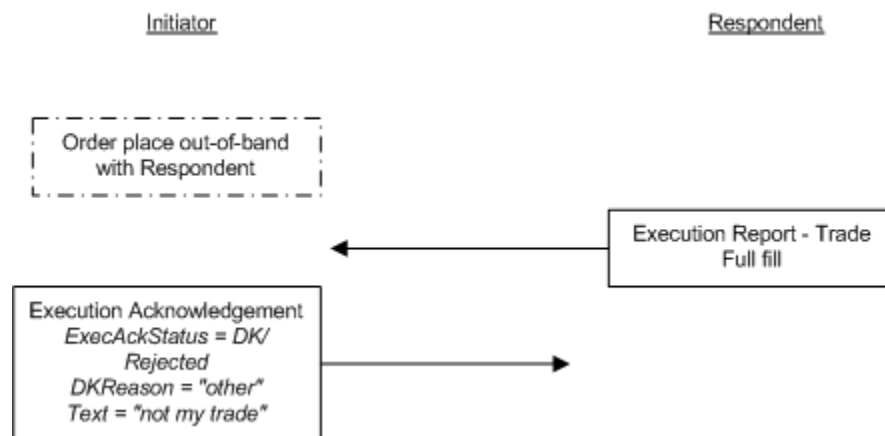 Initiator
Respondent
Order place out-of-band
with Respondent
Execution Report - Trade
Full fill
Execution Acknowledgement
ExecAckStatus = DK/
Rejected
DKReason = "other"
Text = "not my trade"